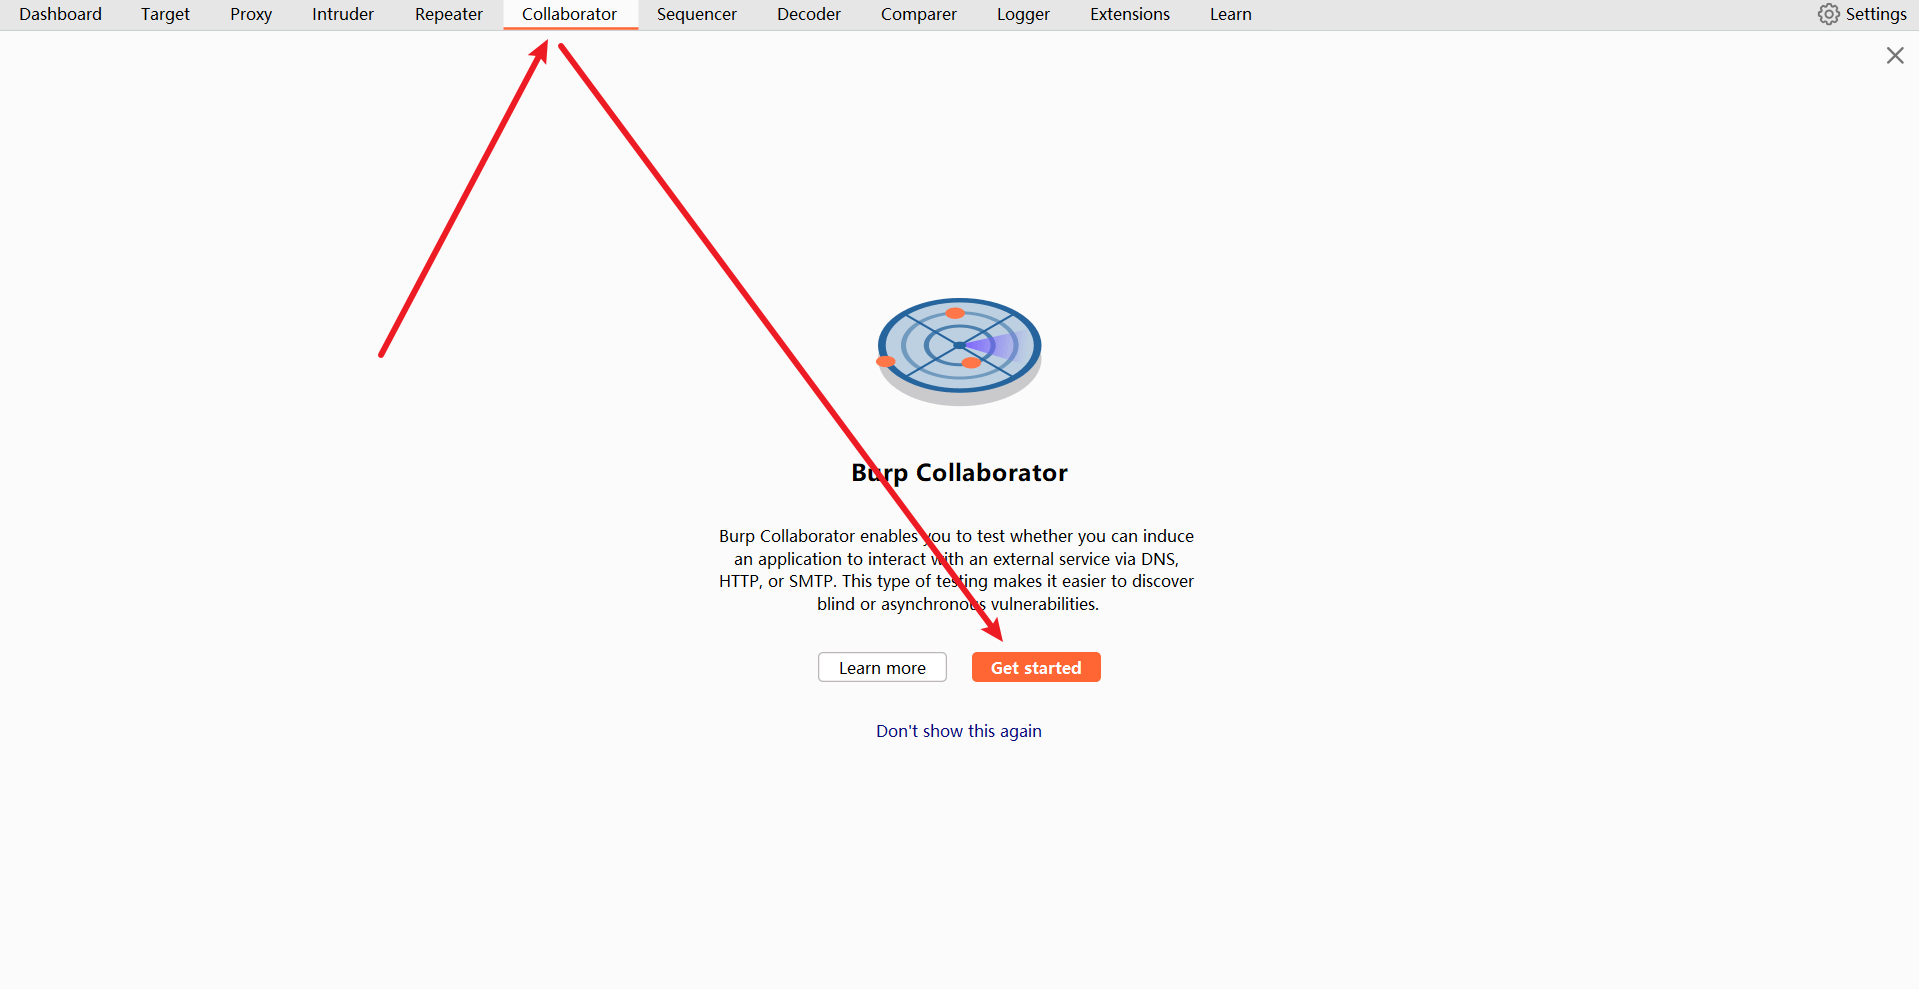 Dashboard Target Proxy Intruder Repeater Collaborator Sequencer Decoder Comparer Logger Extensions Learn Settings
Burp Collaborator
Burp Collaborator enables you to test whether you can induce
an application to interact with an external service via DNS,
HTTP, or SMTP. This type of testing makes it easier to discover
blind or asynchronous vulnerabilities.
Learn more Get started
Don't show this again